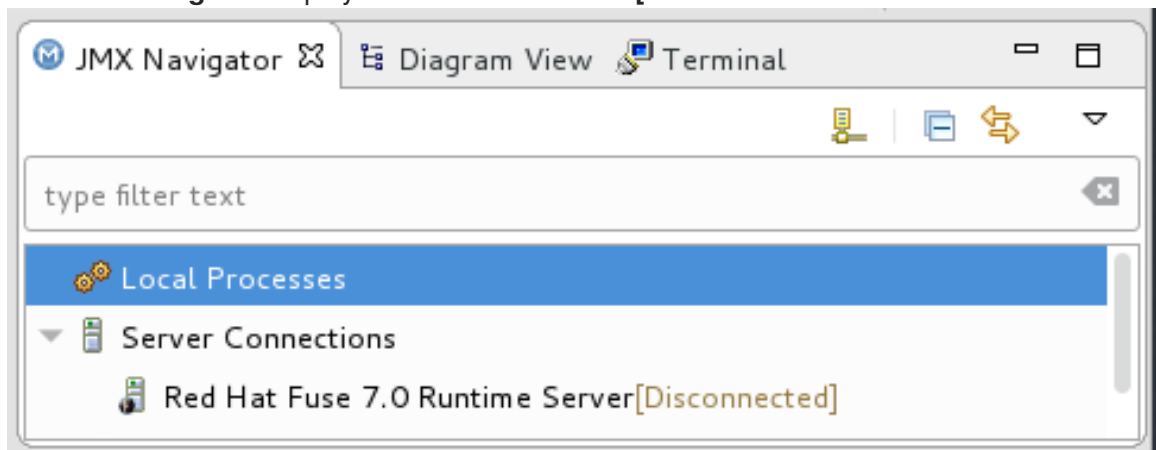 JMX Navigator Diagram View Terminal
type filter text
Local Processes
Server Connections
Red Hat Fuse 7.0 Runtime Server[Disconnected]